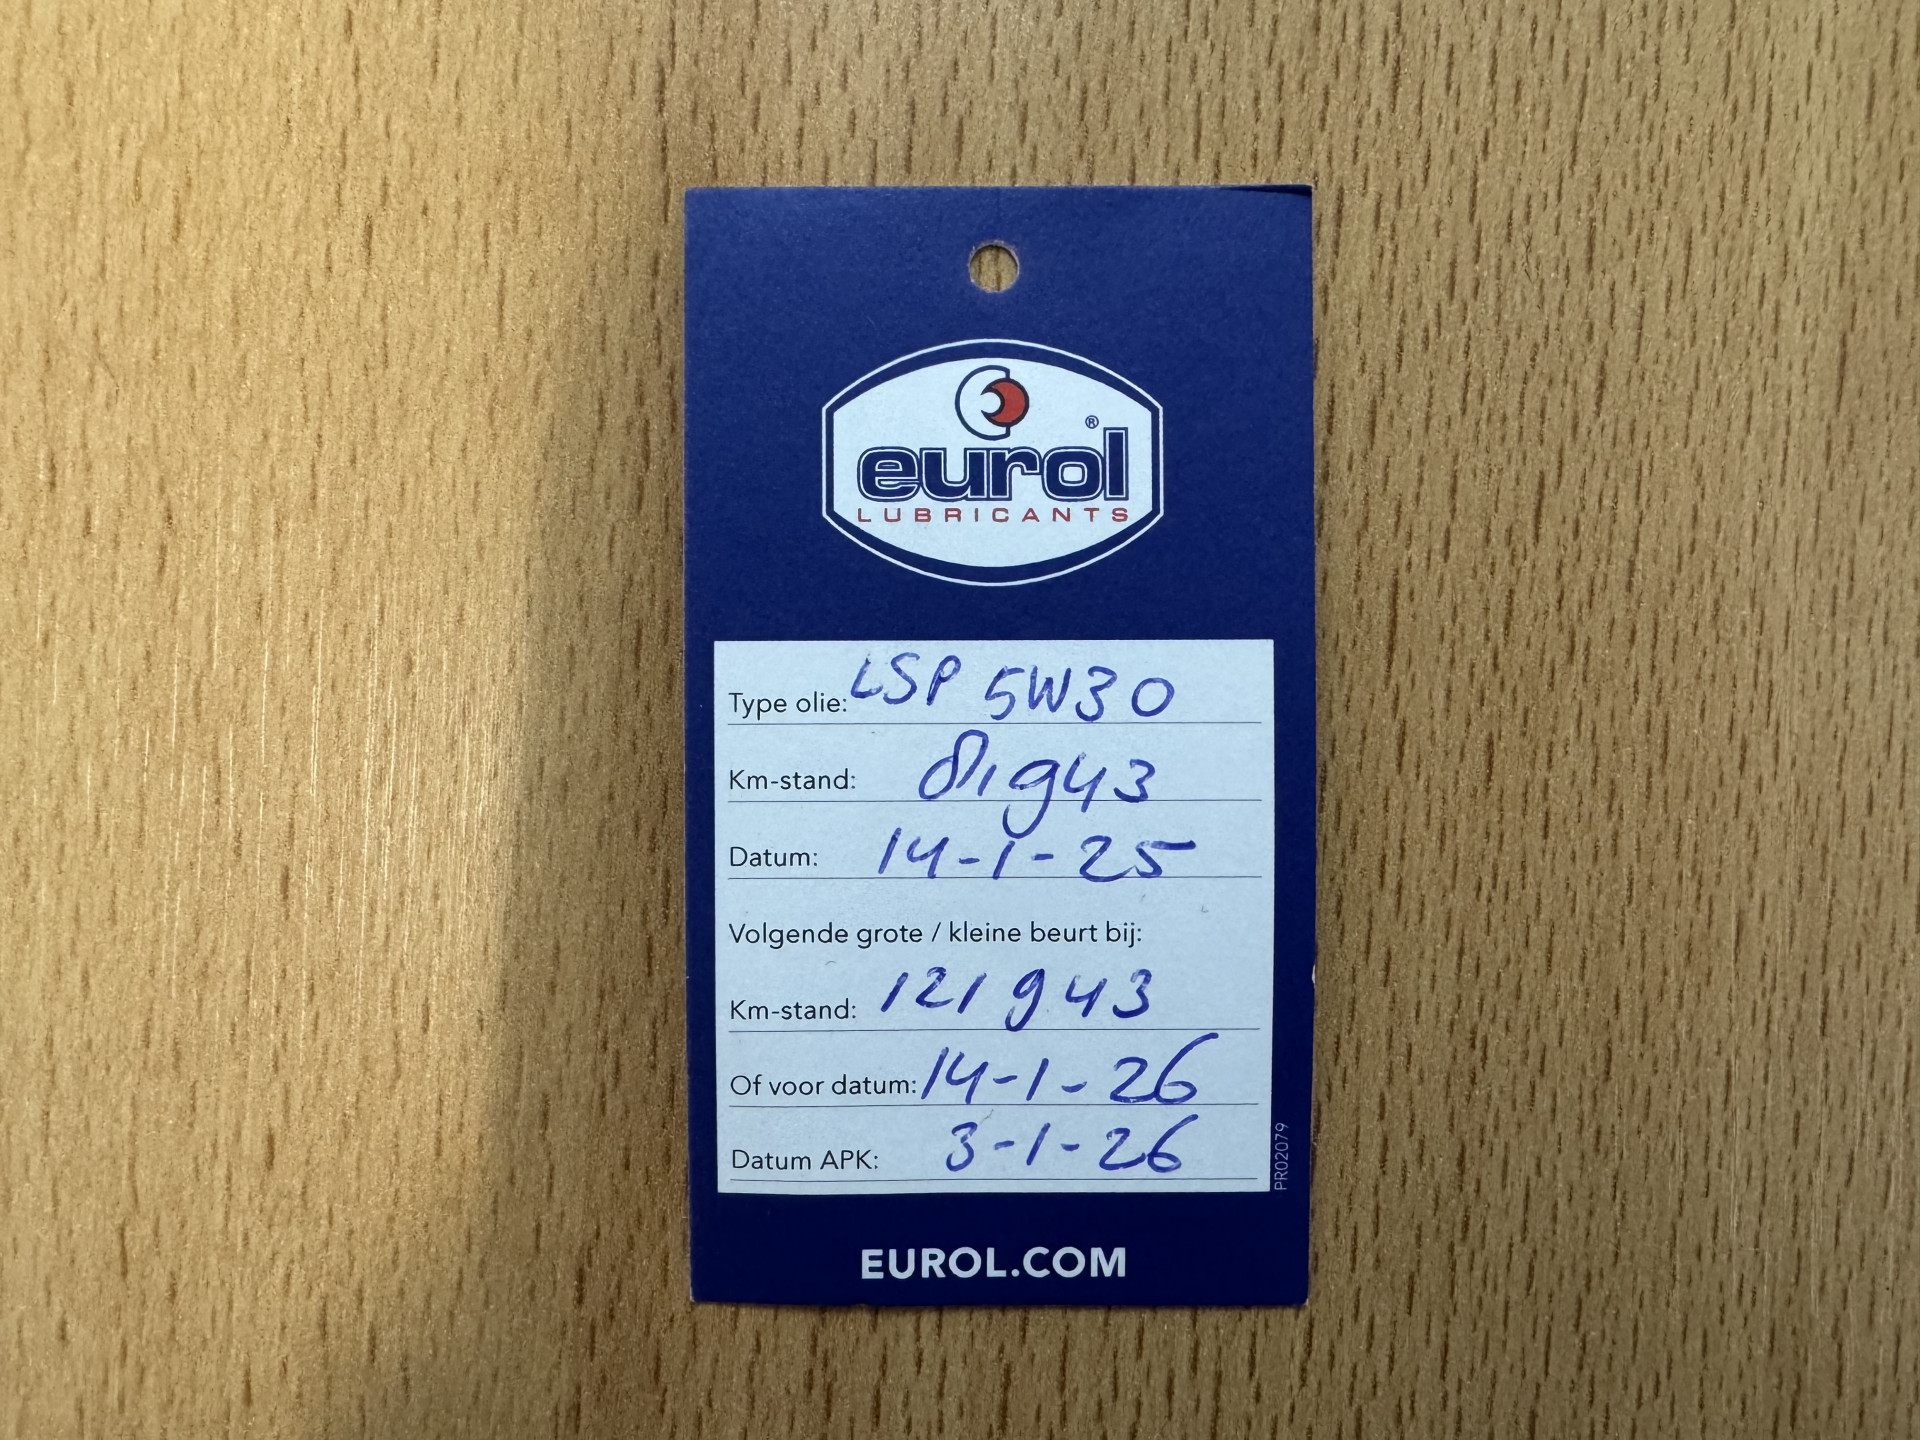 eurol®
LUBRICANTS
Type olie: LSP 5W30
Km-stand: 81943
Datum: 14-1-25
Volgende grote / kleine beurt bij:
Km-stand: 121943
Of voor datum: 14-1-26
Datum APK: 3-1-26
PR02079
EUROL.COM